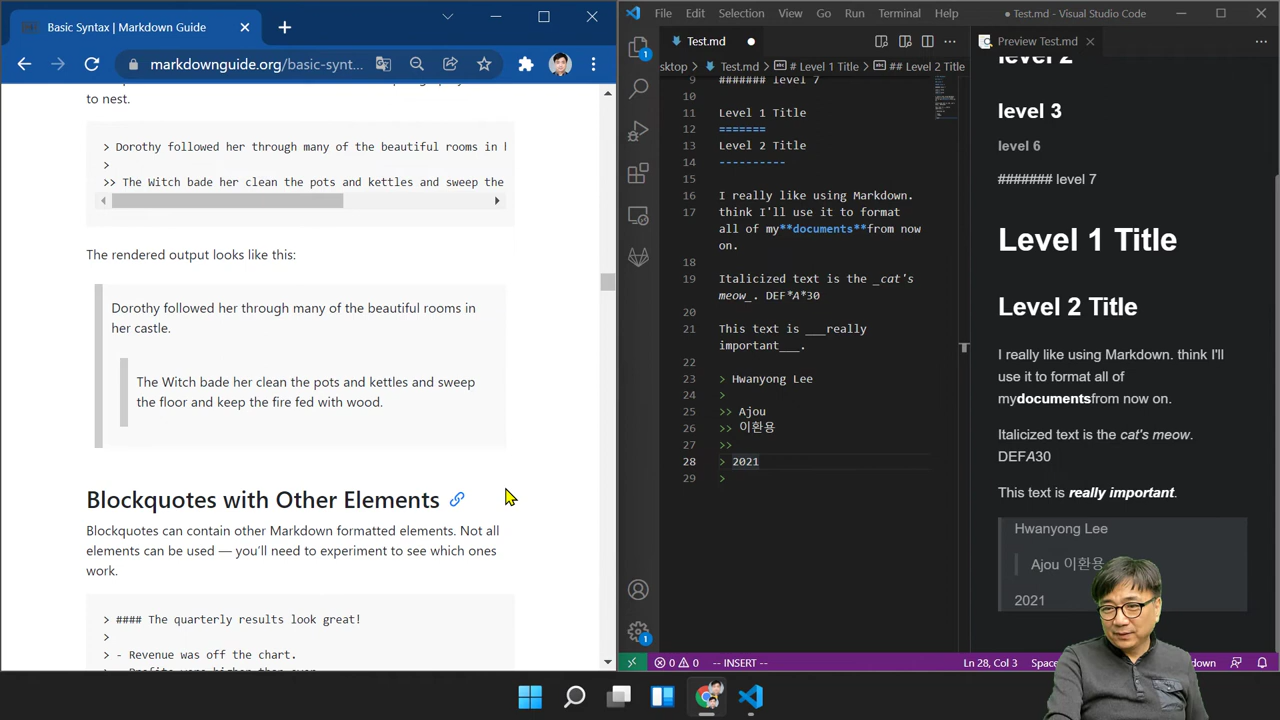 Basic Syntax | Markdown Guide
markdownguide.org/basic-synt...
to nest.
> Dorothy followed her through many of the beautiful rooms in
>
>> The Witch bade her clean the pots and kettles and sweep the
The rendered output looks like this:
Dorothy followed her through many of the beautiful rooms in
her castle.
The Witch bade her clean the pots and kettles and sweep
the floor and keep the fire fed with wood.
Blockquotes with Other Elements
Blockquotes can contain other Markdown formatted elements. Not all
elements can be used — you'll need to experiment to see which ones
work.
> #### The quarterly results look great!
>
> - Revenue was off the chart.
File Edit Selection View Go Run Terminal Help
● Test.md - Visual Studio Code
Test.md
sktop > Test.md > # Level 1 Title > ## Level 2 Title
9 ####### level 7
10
11 Level 1 Title
12 =======
13 Level 2 Title
14 ----------
15
16 I really like using Markdown.
17 think I'll use it to format
all of my**documents**from now
on.
18
19 Italicized text is the _cat's
meow_. DEF*A*30
20
21 This text is ___really
important___.
22
23 > Hwanyong Lee
24 >
25 >> Ajou
26 >> 이환용
27 >>
28 > 2021
29 >
Preview Test.md
level 2
level 3
level 6
####### level 7
Level 1 Title
Level 2 Title
I really like using Markdown. think I'll
use it to format all of
mydocumentsfrom now on.
Italicized text is the cat's meow.
DEFA30
This text is really important.
Hwanyong Lee
Ajou 이환용
2021
0 0 -- INSERT -- Ln 28, Col 3